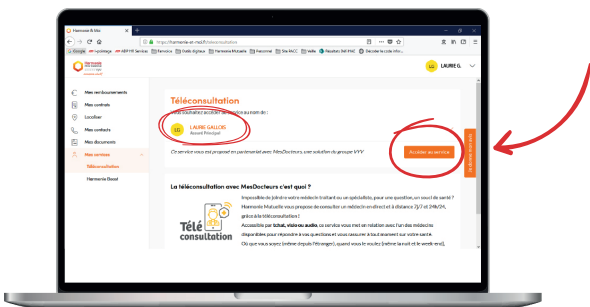 Harmonie & Moi
https://harmonie-et-moi.fr/teleconsultation
Google
Harmonie Mutuelle
Personnel
LG
LAURIE G.
Mes remboursements
Mes contrats
Localiser
Mes contacts
Mes documents
Mes services
Téléconsultation
Harmonie Dossi
Téléconsultation
Vous souhaitez accéder au service au nom de :
LG
LAURIE GALLOIS
Assuré Principal
Ce service vous est proposé en partenariat avec MesDocteurs, une solution du groupe VYV
Accéder au service
La téléconsultation avec MesDocteurs c'est quoi ?
Télé
consultation
Impossible de joindre votre médecin traitant ou un spécialiste, pour une question, un souci de santé ?
Harmonie Mutuelle vous propose de consulter un médecin en direct et à distance 7j/7 et 24h/24,
grâce à la téléconsultation !
Accessible par tchat, visio ou audio, ce service vous met en relation avec l'un des médecins
disponibles pour répondre à vos questions et vous rassurer à tout moment sur votre santé.
Où que vous soyez (même depuis l'étranger), quand vous le voulez (même la nuit et le week-end),